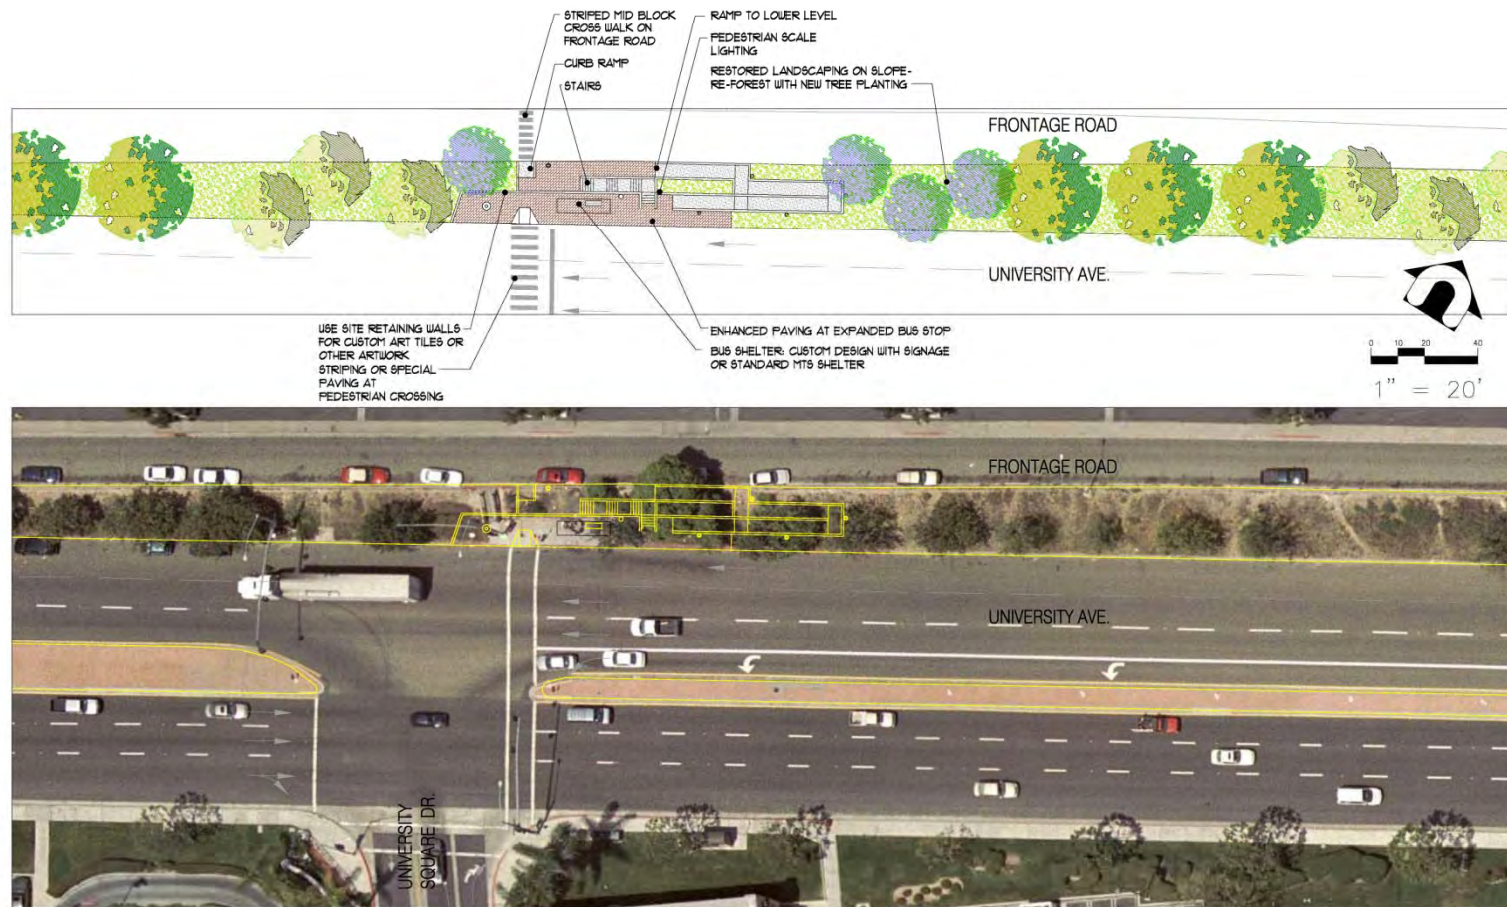 STRIPED MID BLOCK
CROSS WALK ON
FRONTAGE ROAD
CURB RAMP
STAIRS
RAMP TO LOWER LEVEL
PEDESTRIAN SCALE
LIGHTING
RESTORED LANDSCAPING ON SLOPE-
RE-FOREST WITH NEW TREE PLANTING
FRONTAGE ROAD
UNIVERSITY AVE.
USE SITE RETAINING WALLS
FOR CUSTOM ART TILES OR
OTHER ARTWORK
STRIPING OR SPECIAL
PAVING AT
PEDESTRIAN CROSSING
ENHANCED PAVING AT EXPANDED BUS STOP
BUS SHELTER: CUSTOM DESIGN WITH SIGNAGE
OR STANDARD MTS SHELTER
0 10 20 40
1" = 20'
FRONTAGE ROAD
UNIVERSITY AVE.
UNIVERSITY
SQUARE DR.